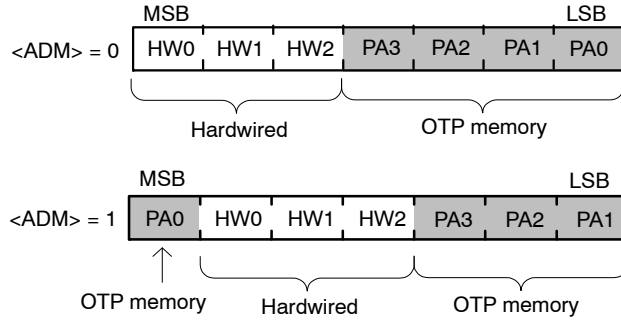 MSB LSB
<ADM> = 0 HW0 HW1 HW2 PA3 PA2 PA1 PA0
Hardwired OTP memory
MSB LSB
<ADM> = 1 PA0 HW0 HW1 HW2 PA3 PA2 PA1
OTP memory Hardwired OTP memory